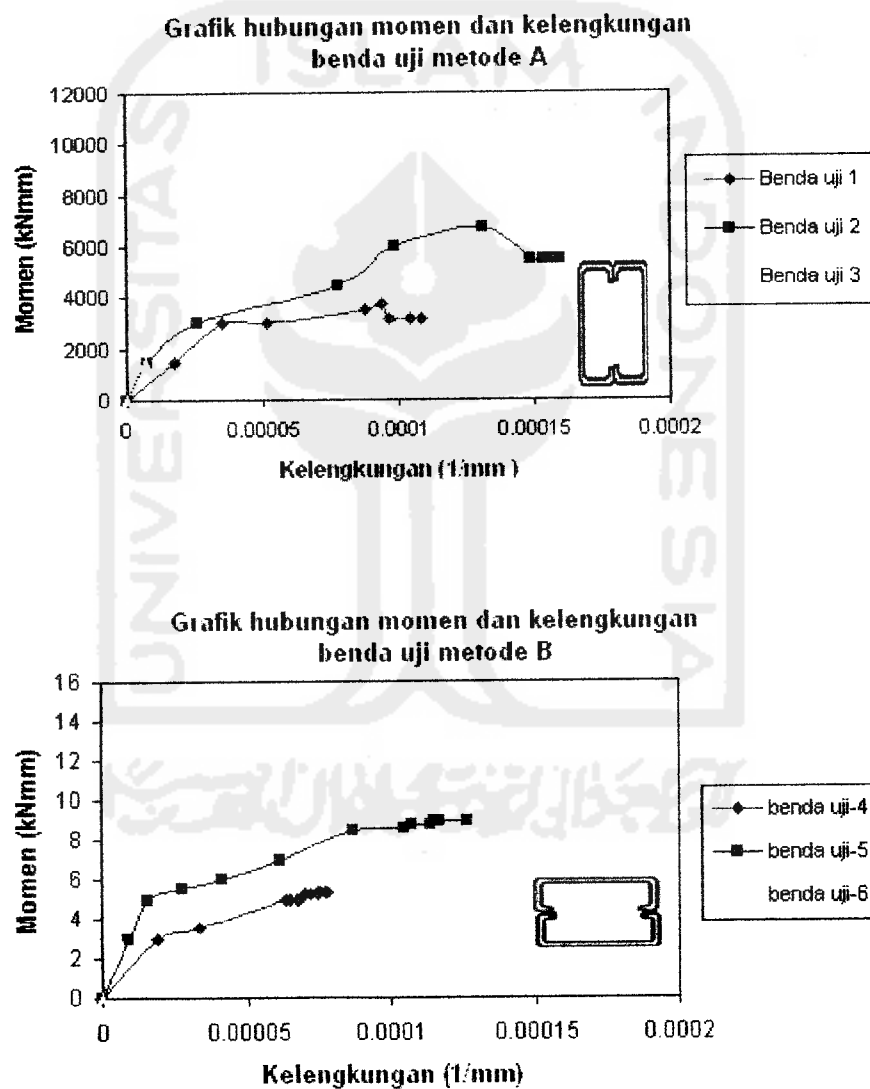 Grafik hubungan momen dan kelengkungan
benda uji metode A
12000
10000
8000
6000
4000
2000
0
Momen (kNmm)
0
0.00005
0.0001
0.00015
0.0002
Kelengkungan (1/mm )
Benda uji 1
Benda uji 2
Benda uji 3
Grafik hubungan momen dan kelengkungan
benda uji metode B
16
14
12
10
8
6
4
2
0
Momen (kNmm)
0
0.00005
0.0001
0.00015
0.0002
Kelengkungan (1/mm)
benda uji-4
benda uji-5
benda uji-6
UNIVERSITAS
ISLAM
INDONESIA